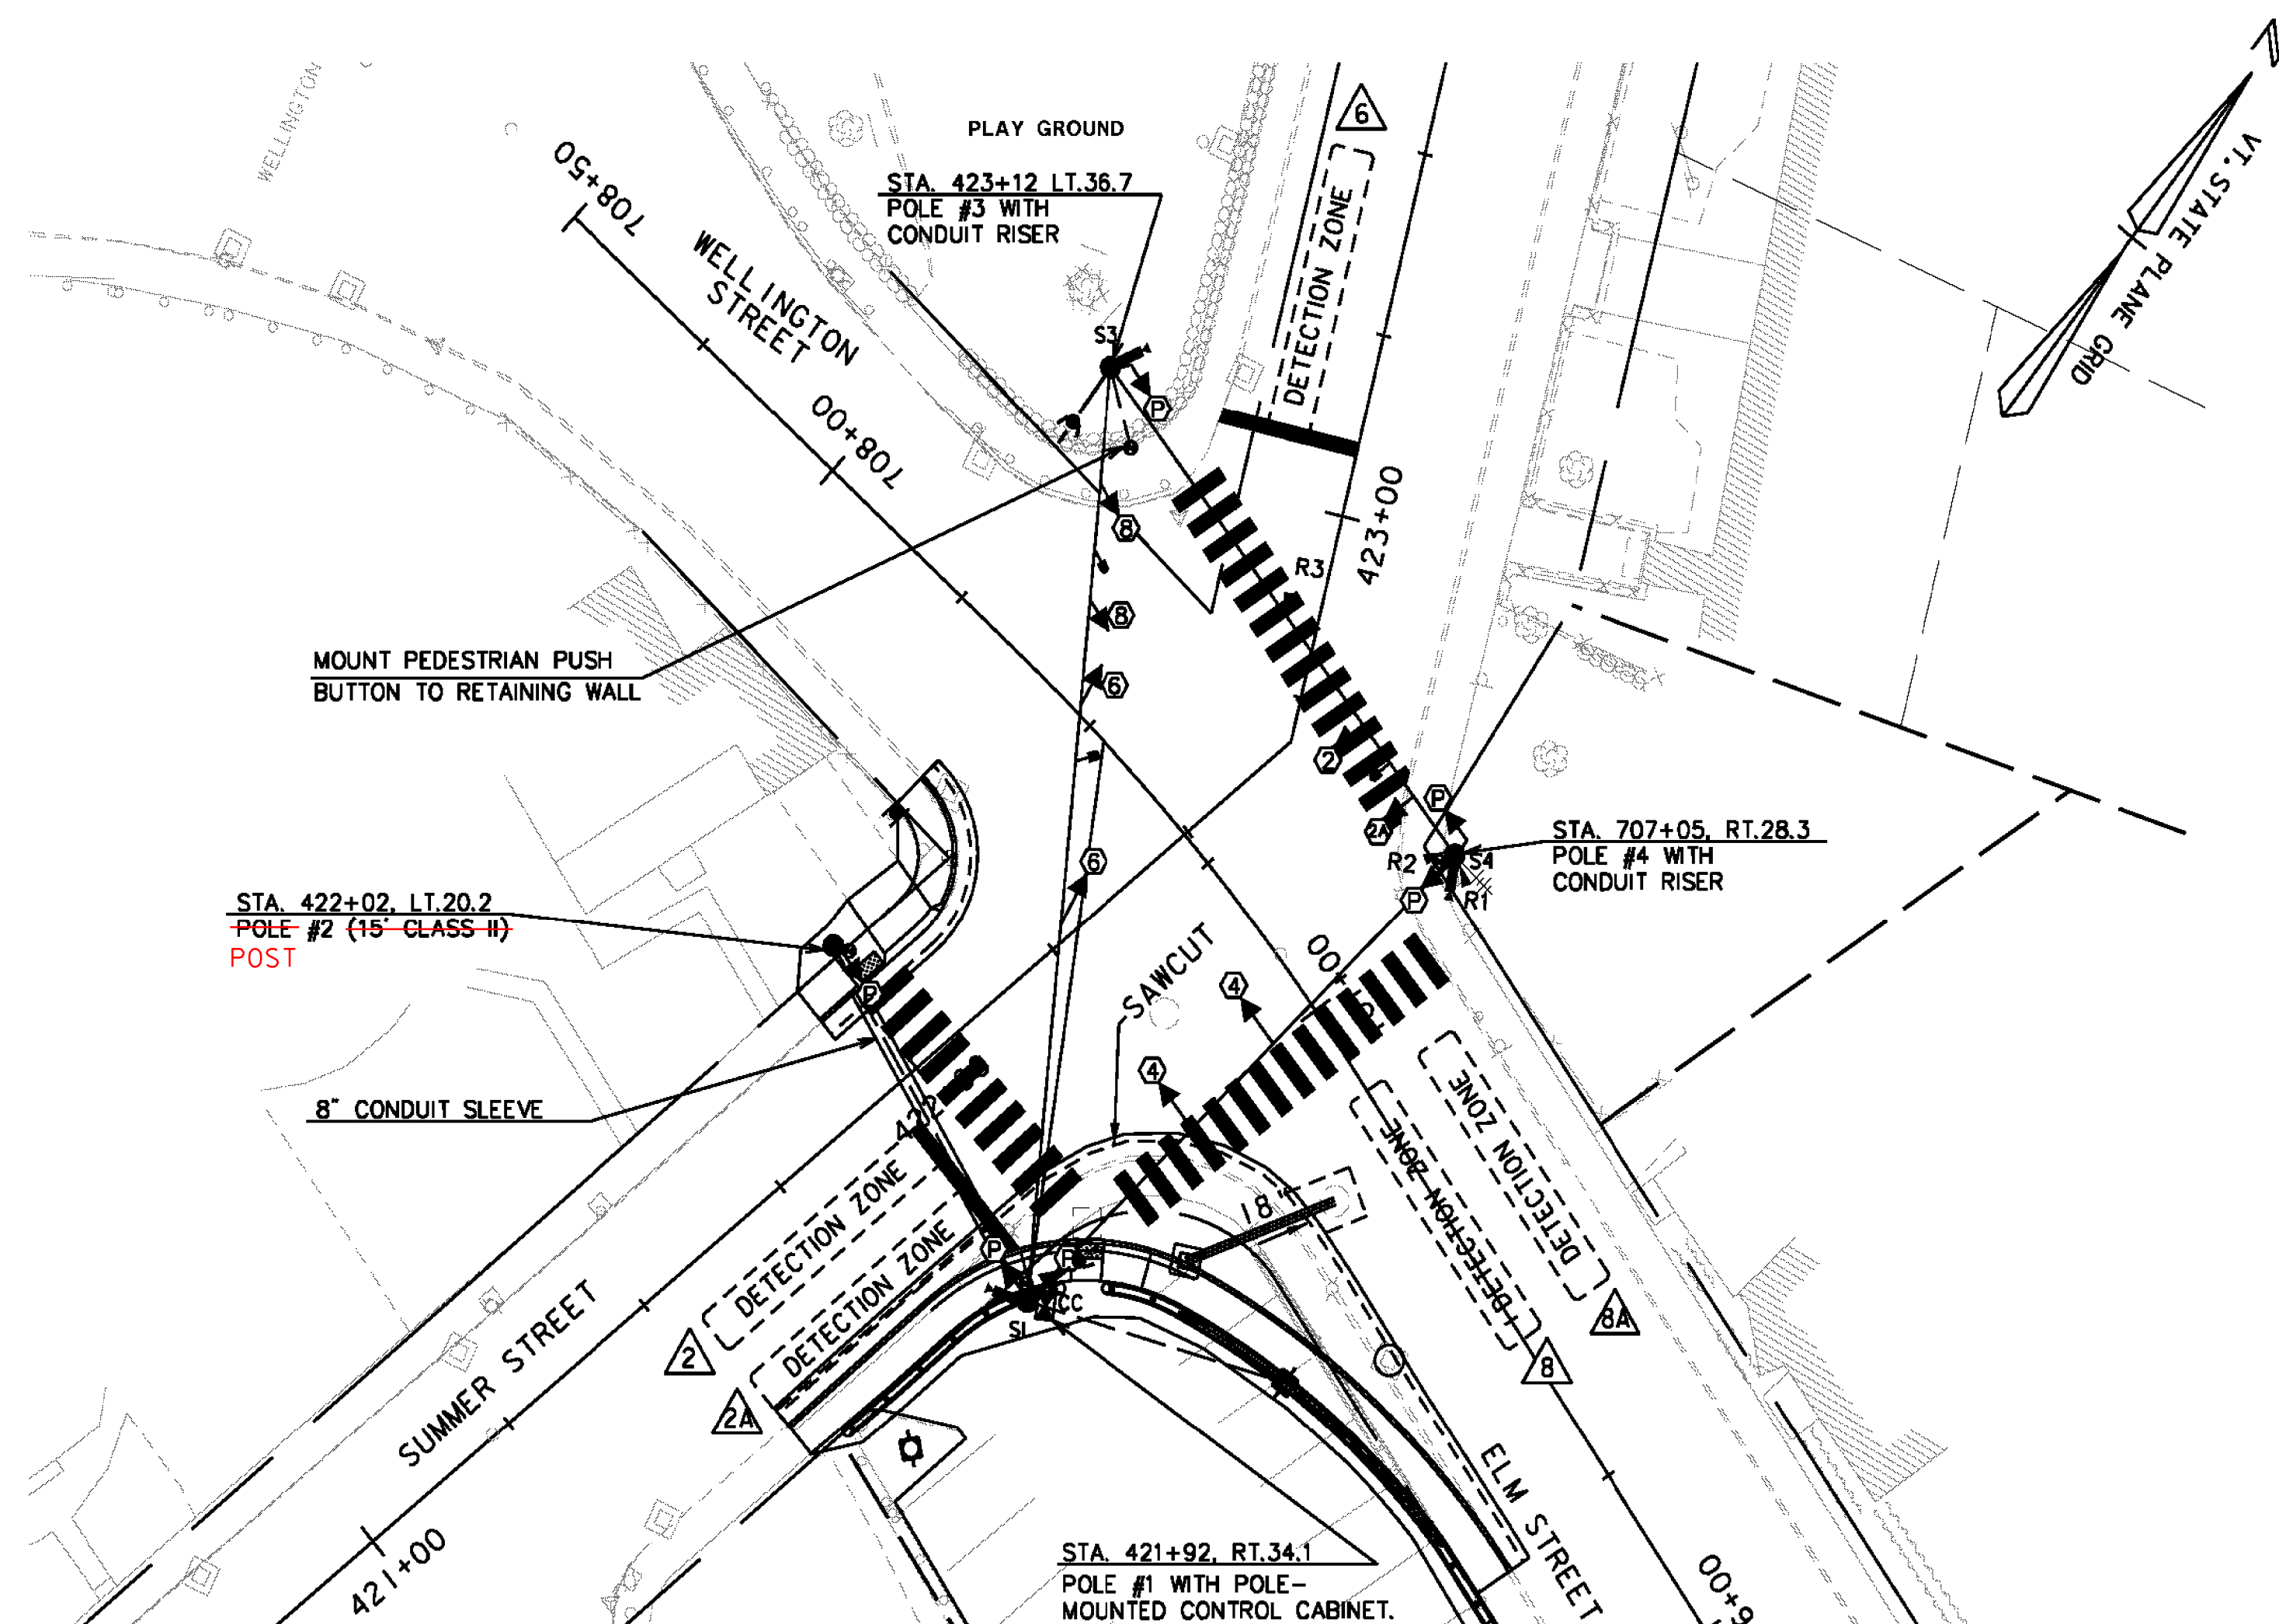 WELLINGTON
PLAY GROUND
6
VT. STATE PLANE GRID
708+50
STA. 423+12 LT.36.7
POLE #3 WITH
CONDUIT RISER
WELLINGTON
STREET
DETECTION ZONE
S3
P
708+00
8
423+00
R3
8
MOUNT PEDESTRIAN PUSH
BUTTON TO RETAINING WALL
6
2
P
2A
STA. 707+05, RT.28.3
POLE #4 WITH
CONDUIT RISER
R2
S4
6
P
R1
STA. 422+02, LT.20.2
POLE #2 (15' CLASS II)
POST
SAWCUT
00
4
P
4
8" CONDUIT SLEEVE
422
DETECTION ZONE
DETECTION ZONE
DETECTION ZONE
DETECTION ZONE
18"
P
P
CC
S1
2
2A
8A
8
SUMMER STREET
421+00
ELM STREET
STA. 421+92, RT.34.1
POLE #1 WITH POLE-
MOUNTED CONTROL CABINET.
00+9